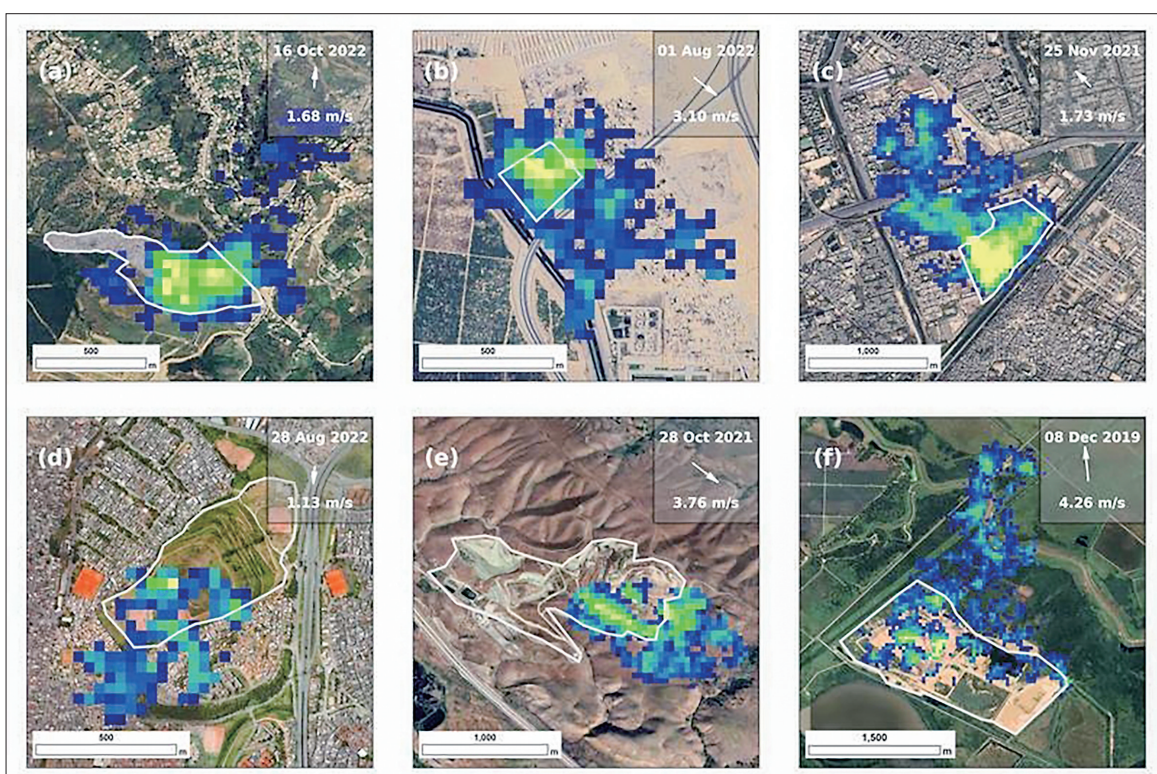 (a)
16 Oct 2022
1.68 m/s
500
m
(b)
01 Aug 2022
3.10 m/s
500
m
(c)
25 Nov 2021
1.73 m/s
1,000
m
(d)
28 Aug 2022
1.13 m/s
500
m
(e)
28 Oct 2021
3.76 m/s
1,000
m
(f)
08 Dec 2019
4.26 m/s
1,500
m